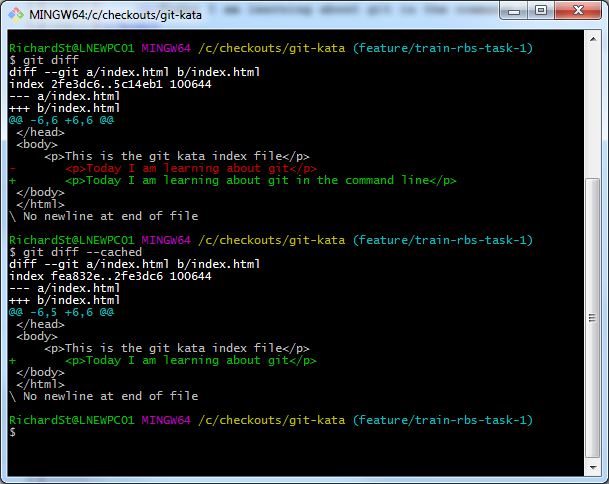 MINGW64:/c/checkouts/git-kata
RichardSt@LNEWPC01 MINGW64 /c/checkouts/git-kata (feature/train-rbs-task-1)
$ git diff
diff --git a/index.html b/index.html
index 2fe3dc6..5c14eb1 100644
--- a/index.html
+++ b/index.html
@@ -6,6 +6,6 @@
 </head>
 <body>
     <p>This is the git kata index file</p>
-       <p>Today I am learning about git</p>
+       <p>Today I am learning about git in the command line</p>
 </body>
 </html>
\ No newline at end of file

RichardSt@LNEWPC01 MINGW64 /c/checkouts/git-kata (feature/train-rbs-task-1)
$ git diff --cached
diff --git a/index.html b/index.html
index fea832e..2fe3dc6 100644
--- a/index.html
+++ b/index.html
@@ -6,5 +6,6 @@
 </head>
 <body>
     <p>This is the git kata index file</p>
+       <p>Today I am learning about git</p>
 </body>
 </html>
\ No newline at end of file

RichardSt@LNEWPC01 MINGW64 /c/checkouts/git-kata (feature/train-rbs-task-1)
$